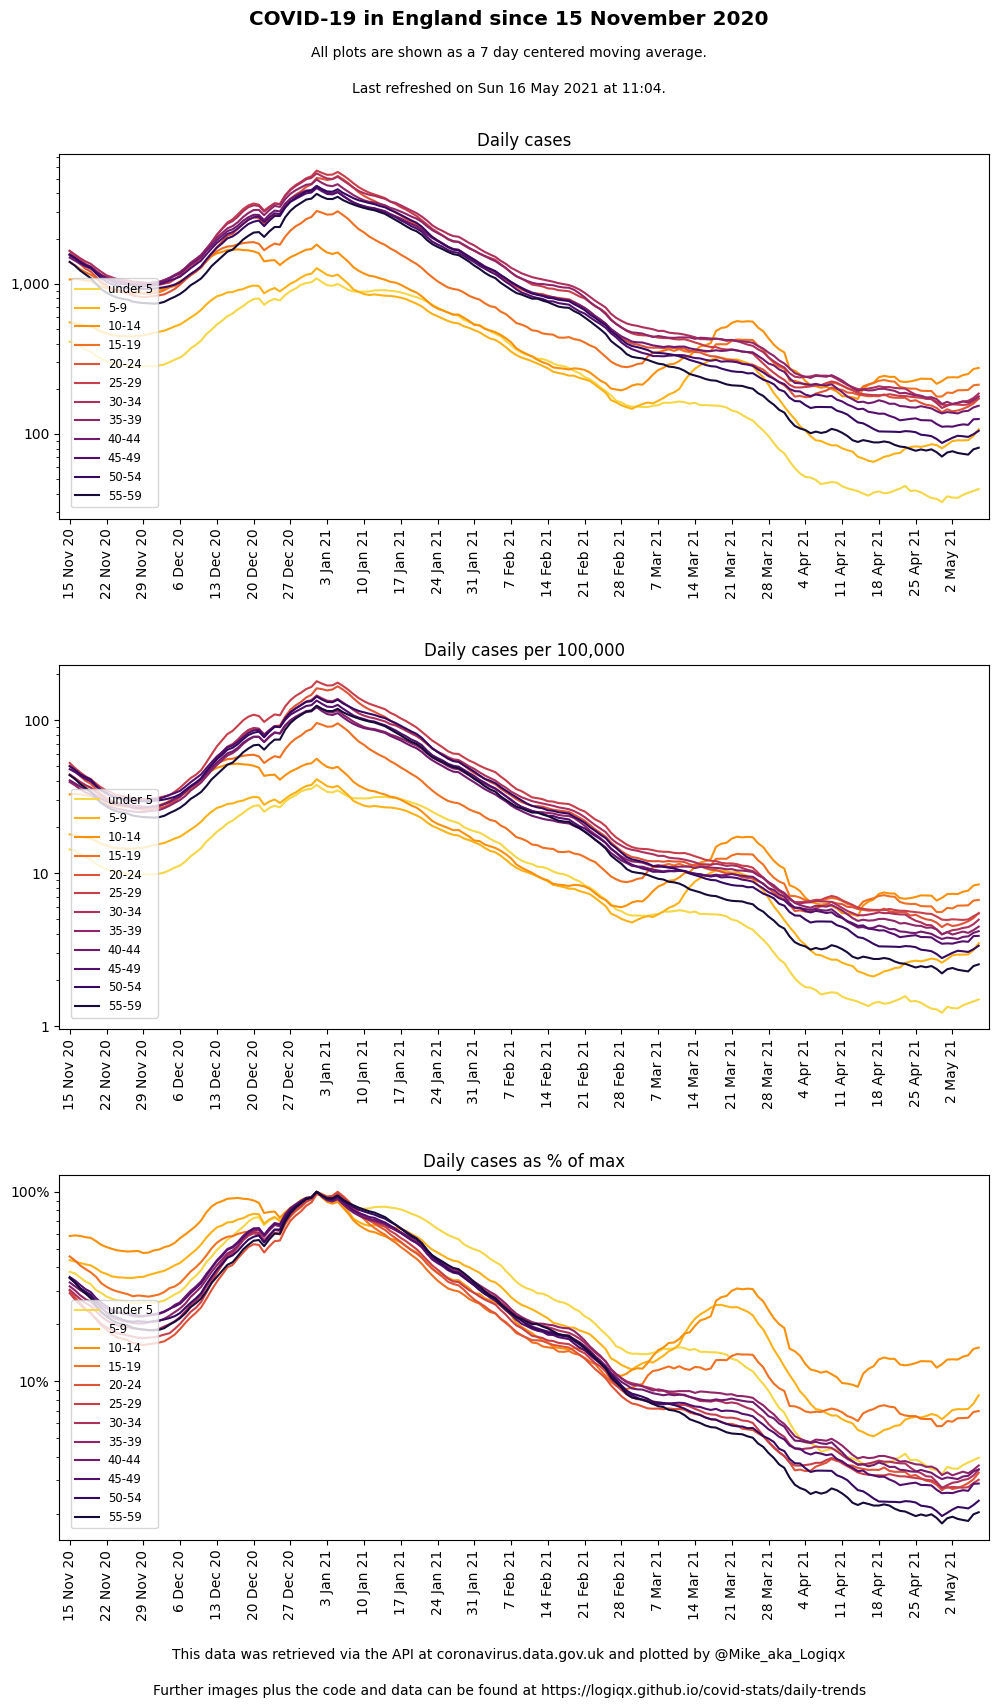 COVID-19 in England since 15 November 2020
All plots are shown as a 7 day centered moving average.
Last refreshed on Sun 16 May 2021 at 11:04.
Daily cases
1,000
100
under 5
5-9
10-14
15-19
20-24
25-29
30-34
35-39
40-44
45-49
50-54
55-59
15 Nov 20
22 Nov 20
29 Nov 20
6 Dec 20
13 Dec 20
20 Dec 20
27 Dec 20
3 Jan 21
10 Jan 21
17 Jan 21
24 Jan 21
31 Jan 21
7 Feb 21
14 Feb 21
21 Feb 21
28 Feb 21
7 Mar 21
14 Mar 21
21 Mar 21
28 Mar 21
4 Apr 21
11 Apr 21
18 Apr 21
25 Apr 21
2 May 21
Daily cases per 100,000
100
10
1
under 5
5-9
10-14
15-19
20-24
25-29
30-34
35-39
40-44
45-49
50-54
55-59
15 Nov 20
22 Nov 20
29 Nov 20
6 Dec 20
13 Dec 20
20 Dec 20
27 Dec 20
3 Jan 21
10 Jan 21
17 Jan 21
24 Jan 21
31 Jan 21
7 Feb 21
14 Feb 21
21 Feb 21
28 Feb 21
7 Mar 21
14 Mar 21
21 Mar 21
28 Mar 21
4 Apr 21
11 Apr 21
18 Apr 21
25 Apr 21
2 May 21
Daily cases as % of max
100%
10%
under 5
5-9
10-14
15-19
20-24
25-29
30-34
35-39
40-44
45-49
50-54
55-59
15 Nov 20
22 Nov 20
29 Nov 20
6 Dec 20
13 Dec 20
20 Dec 20
27 Dec 20
3 Jan 21
10 Jan 21
17 Jan 21
24 Jan 21
31 Jan 21
7 Feb 21
14 Feb 21
21 Feb 21
28 Feb 21
7 Mar 21
14 Mar 21
21 Mar 21
28 Mar 21
4 Apr 21
11 Apr 21
18 Apr 21
25 Apr 21
2 May 21
This data was retrieved via the API at coronavirus.data.gov.uk and plotted by @Mike_aka_Logiqx
Further images plus the code and data can be found at https://logiqx.github.io/covid-stats/daily-trends